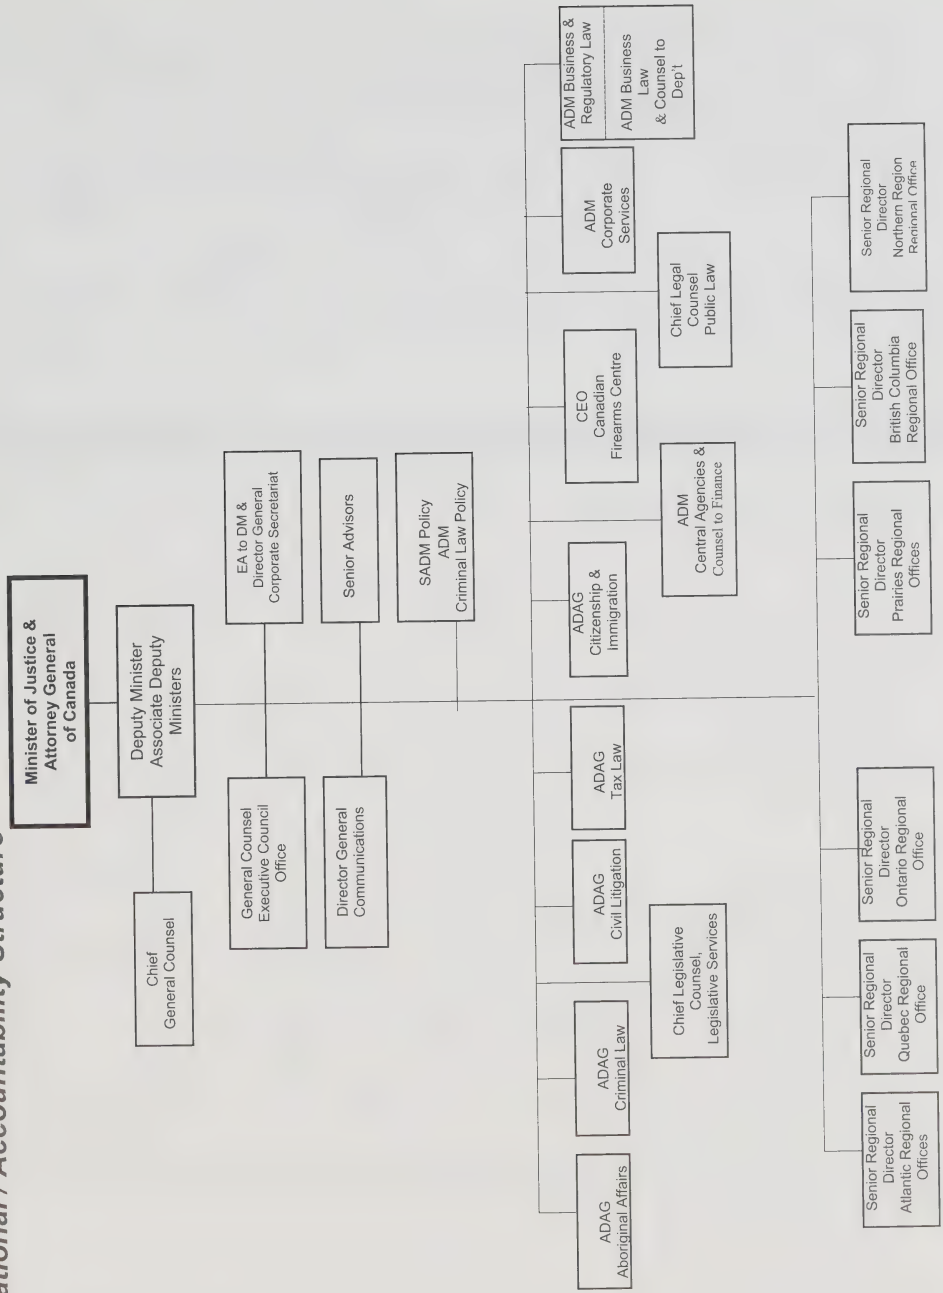 ational / Accountability Structure
Minister of Justice &
Attorney General
of Canada
Deputy Minister
Associate Deputy
Ministers
Chief
General Counsel
General Counsel
Executive Council
Office
EA to DM &
Director General
Corporate Secretariat
Director General
Communications
Senior Advisors
SADM Policy
ADM
Criminal Law Policy
ADAG
Aboriginal Affairs
ADAG
Criminal Law
ADAG
Civil Litigation
ADAG
Tax Law
ADAG
Citizenship &
Immigration
CEO
Canadian
Firearms Centre
ADM
Corporate
Services
ADM Business &
Regulatory Law
ADM Business
Law
& Counsel to
Dep't
Chief Legislative
Counsel,
Legislative Services
ADM
Central Agencies &
Counsel to Finance
Chief Legal
Counsel
Public Law
Senior Regional
Director
Atlantic Regional
Offices
Senior Regional
Director
Quebec Regional
Office
Senior Regional
Director
Ontario Regional
Office
Senior Regional
Director
Prairies Regional
Offices
Senior Regional
Director
British Columbia
Regional Office
Senior Regional
Director
Northern Region
Regional Office